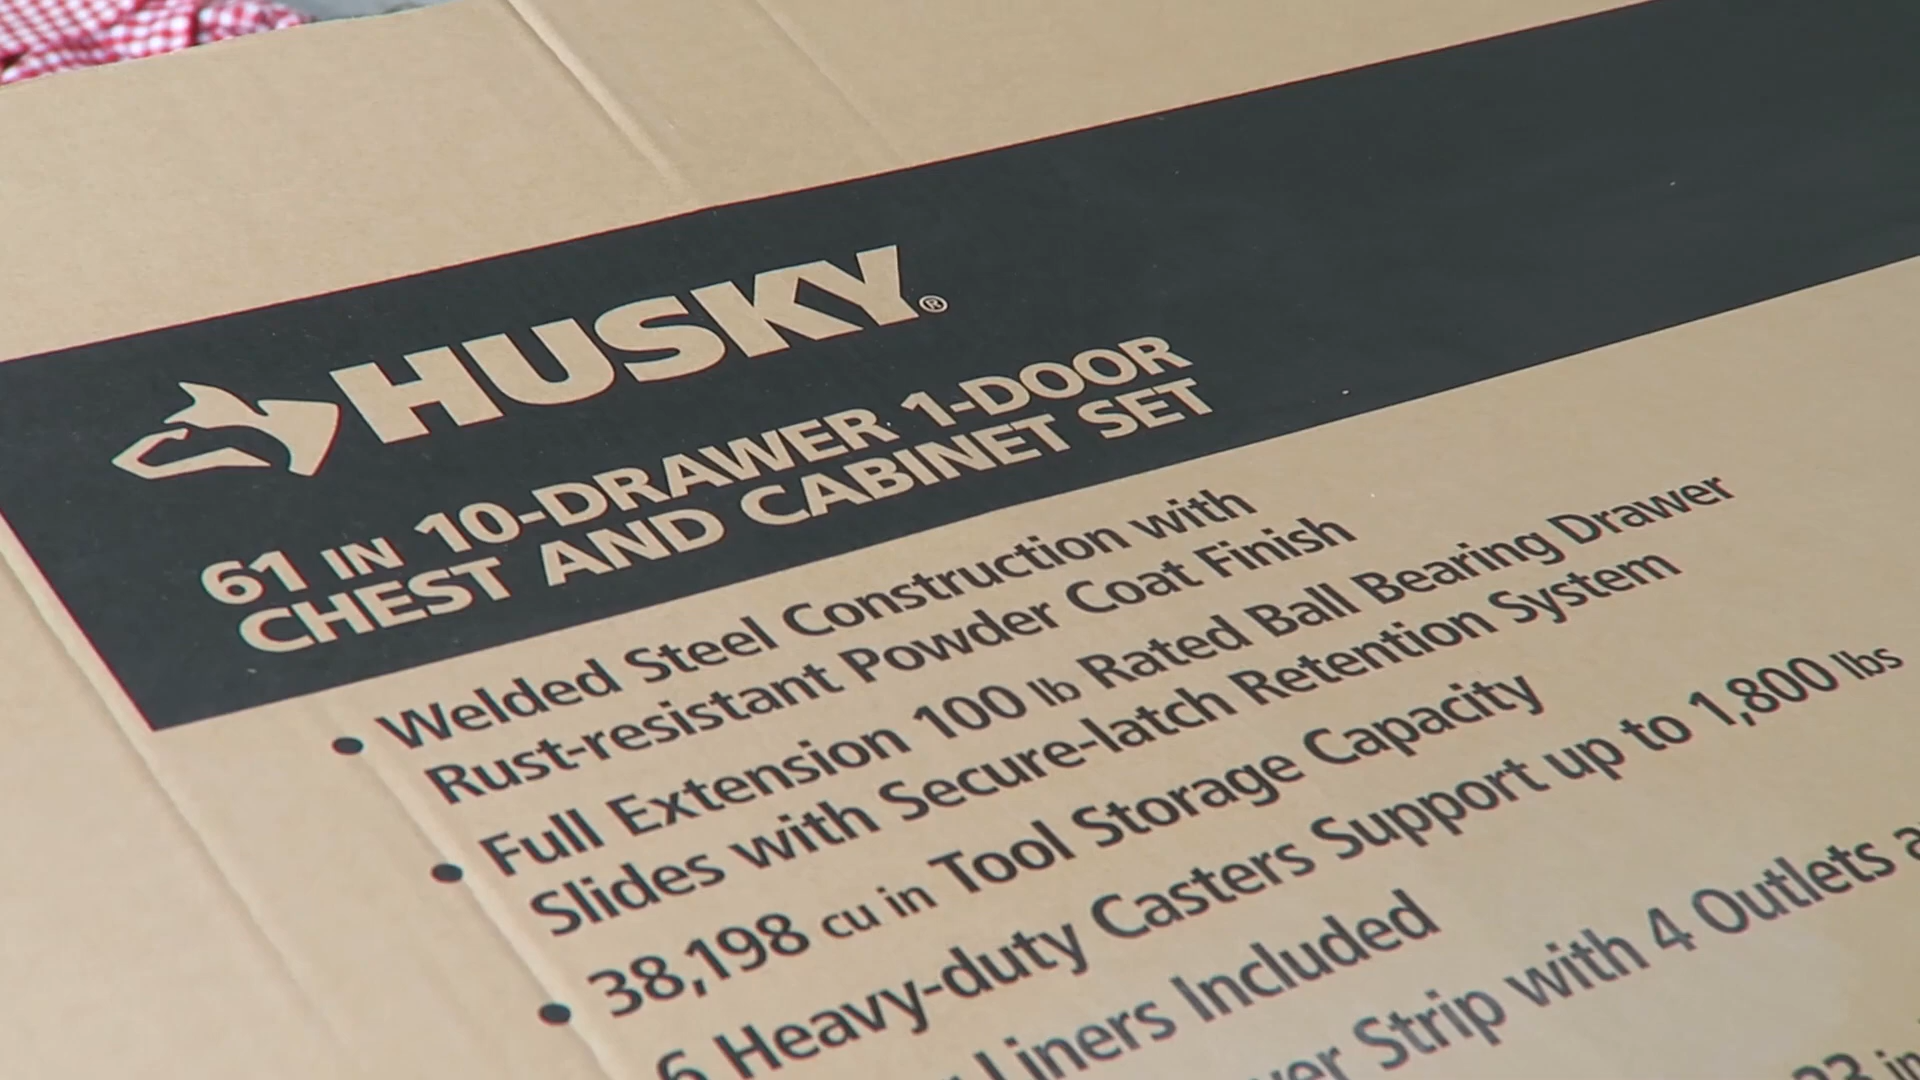 HUSKY®
61 IN 10-DRAWER 1-DOOR
CHEST AND CABINET SET
• Welded Steel Construction with
Rust-resistant Powder Coat Finish
• Full Extension 100 lb Rated Ball Bearing Drawer
Slides with Secure-latch Retention System
• 38,198 cu in Tool Storage Capacity
6 Heavy-duty Casters Support up to 1,800 lbs
Liners Included
Strip with 4 Outlets
23 in